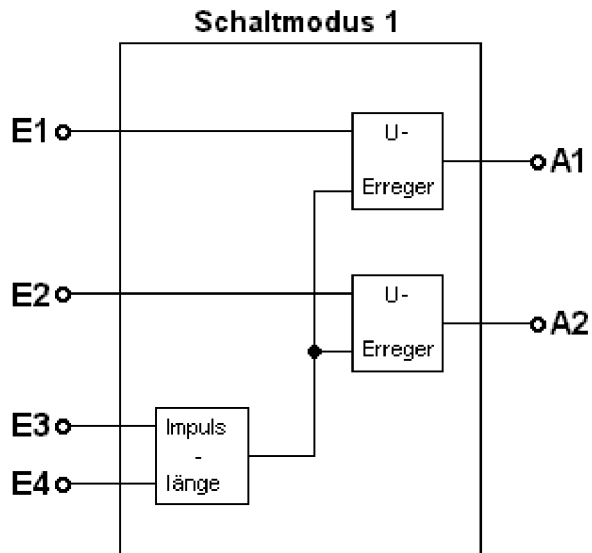 Schaltmodus 1
E1
U-
Erreger
A1
E2
U-
Erreger
A2
E3
E4
Impuls
-
länge